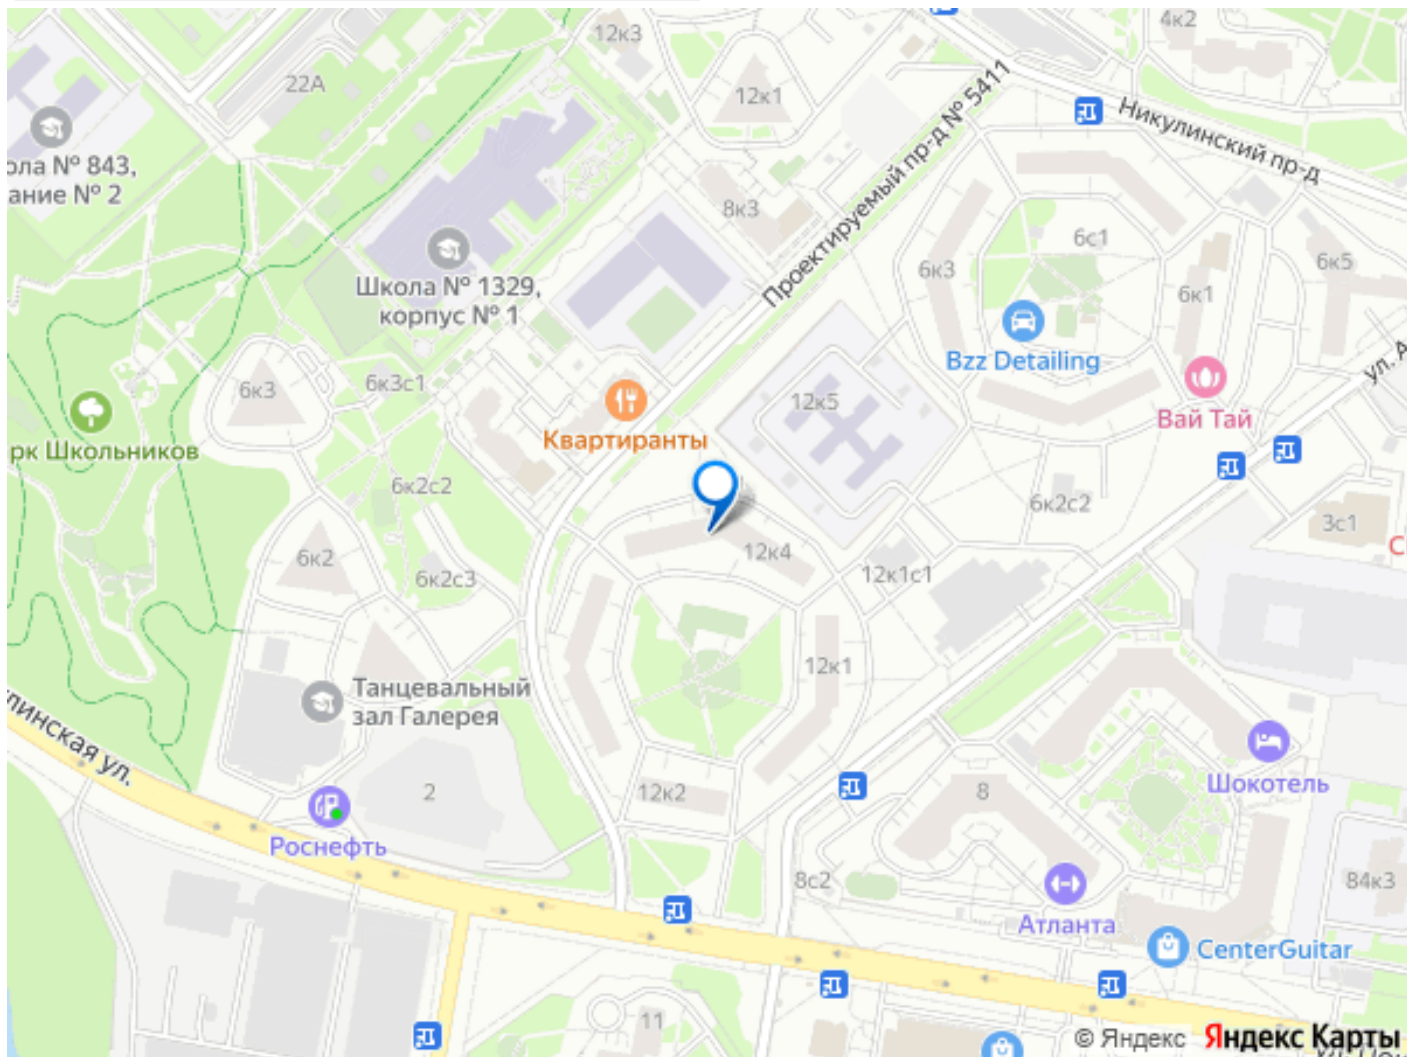 4к2
12к3
22А
12к1
Проектируемый пр-д № 5411
Никулинский пр-д
ола № 843,
ание № 2
8к3
6с1
6к3
6к5
6к1
Школа № 1329,
корпус № 1
Bzz Detailing
ул. А
6к3
6к3с1
12к5
Вай Тай
Квартиранты
рк Школьников
6к2с2
6к2с2
3с1
6к2
6к2с3
12к4
12к1с1
12к1
Танцевальный
зал Галерея
линская ул.
Шокотель
2
12к2
8
Роснефть
8с2
84к3
Атланта
CenterGuitar
11
© Яндекс Яндекс Карты